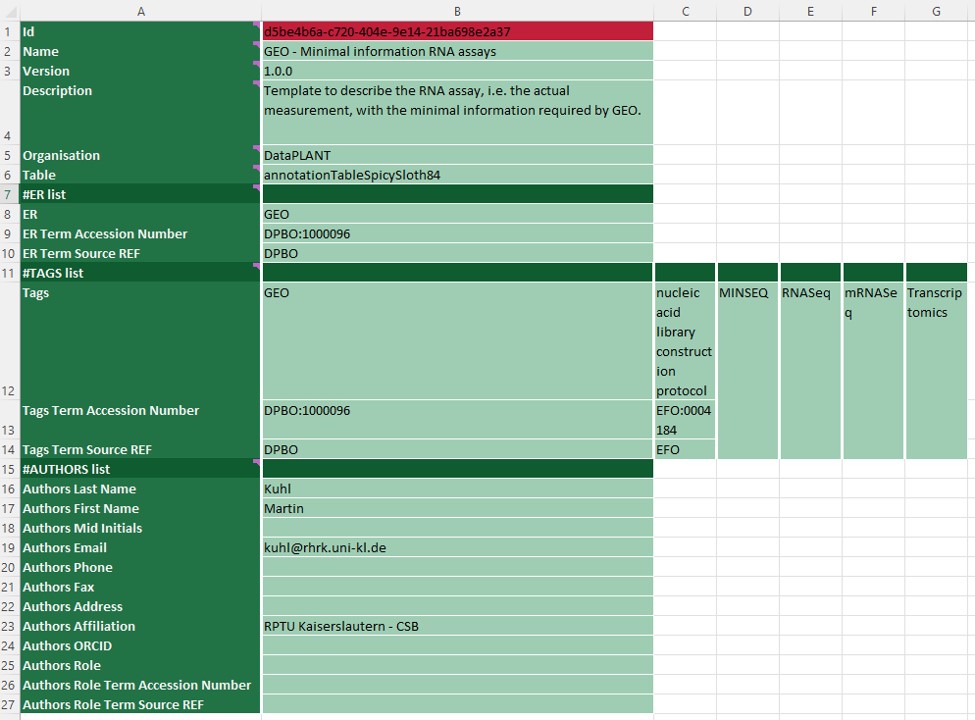 A B C D E F G
1 Id d5be4b6a-c720-404e-9e14-21ba698e2a37
2 Name GEO - Minimal information RNA assays
3 Version 1.0.0
Description Template to describe the RNA assay, i.e. the actual
measurement, with the minimal information required by GEO.
4
5 Organisation DataPLANT
6 Table annotationTableSpicySloth84
7 #ER list
8 ER GEO
9 ER Term Accession Number DPBO:1000096
10 ER Term Source REF DPBO
11 #TAGS list
Tags GEO nucleic MINSEQ RNASeq mRNASe Transcrip
acid q tomics
library
construct
ion
12 protocol
Tags Term Accession Number DPBO:1000096 EFO:0004
13 184
14 Tags Term Source REF DPBO EFO
15 #AUTHORS list
16 Authors Last Name Kuhl
17 Authors First Name Martin
18 Authors Mid Initials
19 Authors Email kuhl@rhrk.uni-kl.de
20 Authors Phone
21 Authors Fax
22 Authors Address
23 Authors Affiliation RPTU Kaiserslautern - CSB
24 Authors ORCID
25 Authors Role
26 Authors Role Term Accession Number
27 Authors Role Term Source REF